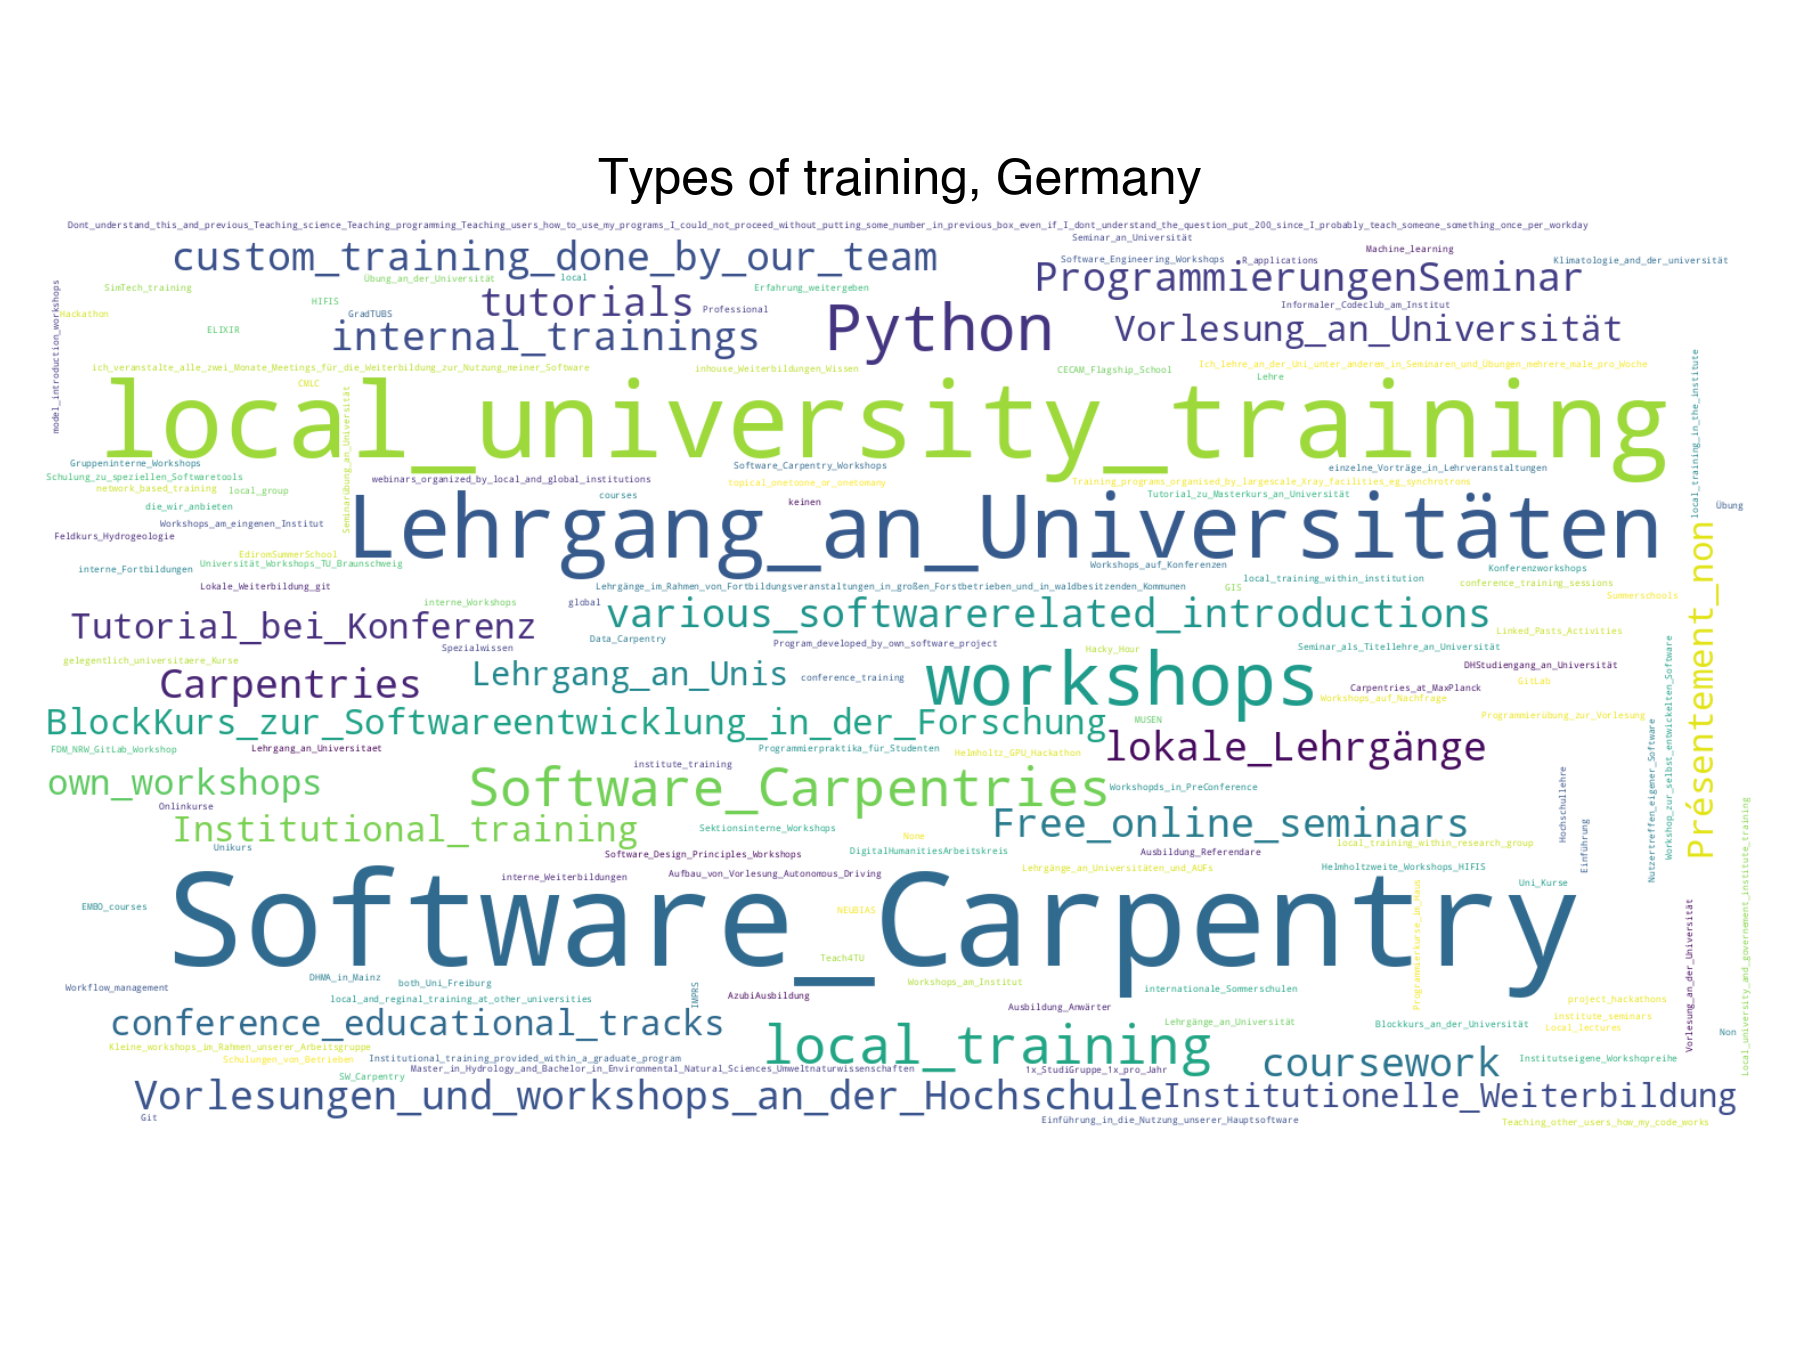 Types of training, Germany
Dont_understand_this_and_previous_Teaching_science_Teaching_programming_Teaching_users_how_to_use_my_programs_I_could_not_proceed_without_putting_some_number_in_previous_box_even_if_I_dont_understand_the_question_put_200_since_I_probably_teach_someone_something_once_per_workday
Seminar_an_Universität
custom_training_done_by_our_team
Machine_learning
Software_Engineering_Workshops
R_applications
Klimatologie_and_der_universität
Übung_an_der_Universität
local
ProgrammierungenSeminar
SimTech_training
Erfahrung_weitergeben
HIFIS
tutorials
Professional
Informaler_Codeclub_am_Institut
Hackathon
GradTUBS
Python
Vorlesung_an_Universität
ELIXIR
internal_trainings
model_introduction_workshops
ich_veranstalte_alle_zwei_Monate_Meetings_für_die_Weiterbildung_zur_Nutzung_meiner_Software
inhouse_Weiterbildungen_Wissen
CECAM_Flagship_School
Ich_lehre_an_der_Uni_unter_anderem_in_Seminaren_und_Übungen_mehrere_male_pro_Woche
Lehre
CMLC
local_university_training
Seminarübung_an_Universität
local_training_in_the_institute
Gruppeninterne_Workshops
Software_Carpentry_Workshops
einzelne_Vorträge_in_Lehrveranstaltungen
Schulung_zu_speziellen_Softwaretools
webinars_organized_by_local_and_global_institutions
topical_onetoone_or_onetomany
Training_programs_organised_by_largescale_Xray_facilities_eg_synchrotrons
network_based_training
local_group
courses
keinen
Tutorial_zu_Masterkurs_an_Universität
die_wir_anbieten
Übung
Lehrgang_an_Universitäten
Workshops_am_eingenen_Institut
Feldkurs_Hydrogeologie
EdiromSummerSchool
Universität_Workshops_TU_Braunschweig
interne_Fortbildungen
Workshops_auf_Konferenzen
Konferenzworkshops
local_training_within_institution
conference_training_sessions
Lokale_Weiterbildung_git
Lehrgänge_im_Rahmen_von_Fortbildungsveranstaltungen_in_großen_Forstbetrieben_und_in_waldbesitzenden_Kommunen
GIS
Summerschools
interne_Workshops
global
various_softwarerelated_introductions
Présentement_non
Tutorial_bei_Konferenz
Linked_Pasts_Activities
Data_Carpentry
Program_developed_by_own_software_project
Spezialwissen
Hacky_Hour
Seminar_als_Titellehre_an_Universität
gelegentlich_universitaere_Kurse
Lehrgang_an_Unis
workshops
DHStudiengang_an_Universität
Carpentries
conference_training
Carpentries_at_MaxPlanck
GitLab
Workshops_auf_Nachfrage
Workshop_zur_selbst_entwickelten_Software
BlockKurs_zur_Softwareentwicklung_in_der_Forschung
MUSEN
Programmierübung_zur_Vorlesung
FDM_NRW_GitLab_Workshop
Lehrgang_an_Universitaet
Programmierpraktika_für_Studenten
Helmholtz_GPU_Hackathon
lokale_Lehrgänge
Nutzertreffen_eigener_Software
institute_training
own_workshops
Software_Carpentries
Workshopds_in_PreConference
Hochschullehre
Onlinkurse
Institutional_training
Sektionsinterne_Workshops
Free_online_seminars
None
Einführung
Unikurs
Software_Design_Principles_Workshops
DigitalHumanitiesArbeitskreis
Ausbildung_Referendare
local_training_within_research_group
Local_university_and_governement_institute_training
interne_Weiterbildungen
Aufbau_von_Vorlesung_Autonomous_Driving
Lehrgänge_an_Universitäten_und_AUFs
Helmholtzweite_Workshops_HIFIS
Uni_Kurse
Software_Carpentry
EMBO_courses
NEUBIAS
Programmierkurse_in_Haus
Vorlesung_an_der_Universität
Teach4TU
DHMA_in_Mainz
both_Uni_Freiburg
Workshops_am_Institut
Workflow_management
IMPRS
AzubiAusbildung
internationale_Sommerschulen
local_and_reginal_training_at_other_universities
Ausbildung_Anwärter
project_hackathons
conference_educational_tracks
Lehrgänge_an_Universität
Blockkurs_an_der_Universität
institute_seminars
Local_lectures
Non
local_training
Kleine_workshops_im_Rahmen_unserer_Arbeitsgruppe
Schulungen_von_Betrieben
Institutional_training_provided_within_a_graduate_program
coursework
Institutseigene_Workshopreihe
Master_in_Hydrology_and_Bachelor_in_Environmental_Natural_Sciences_Umweltnaturwissenschaften
1x_StudiGruppe_1x_pro_Jahr
SW_Carpentry
Vorlesungen_und_workshops_an_der_Hochschule
Institutionelle_Weiterbildung
Git
Einführung_in_die_Nutzung_unserer_Hauptsoftware
Teaching_other_users_how_my_code_works